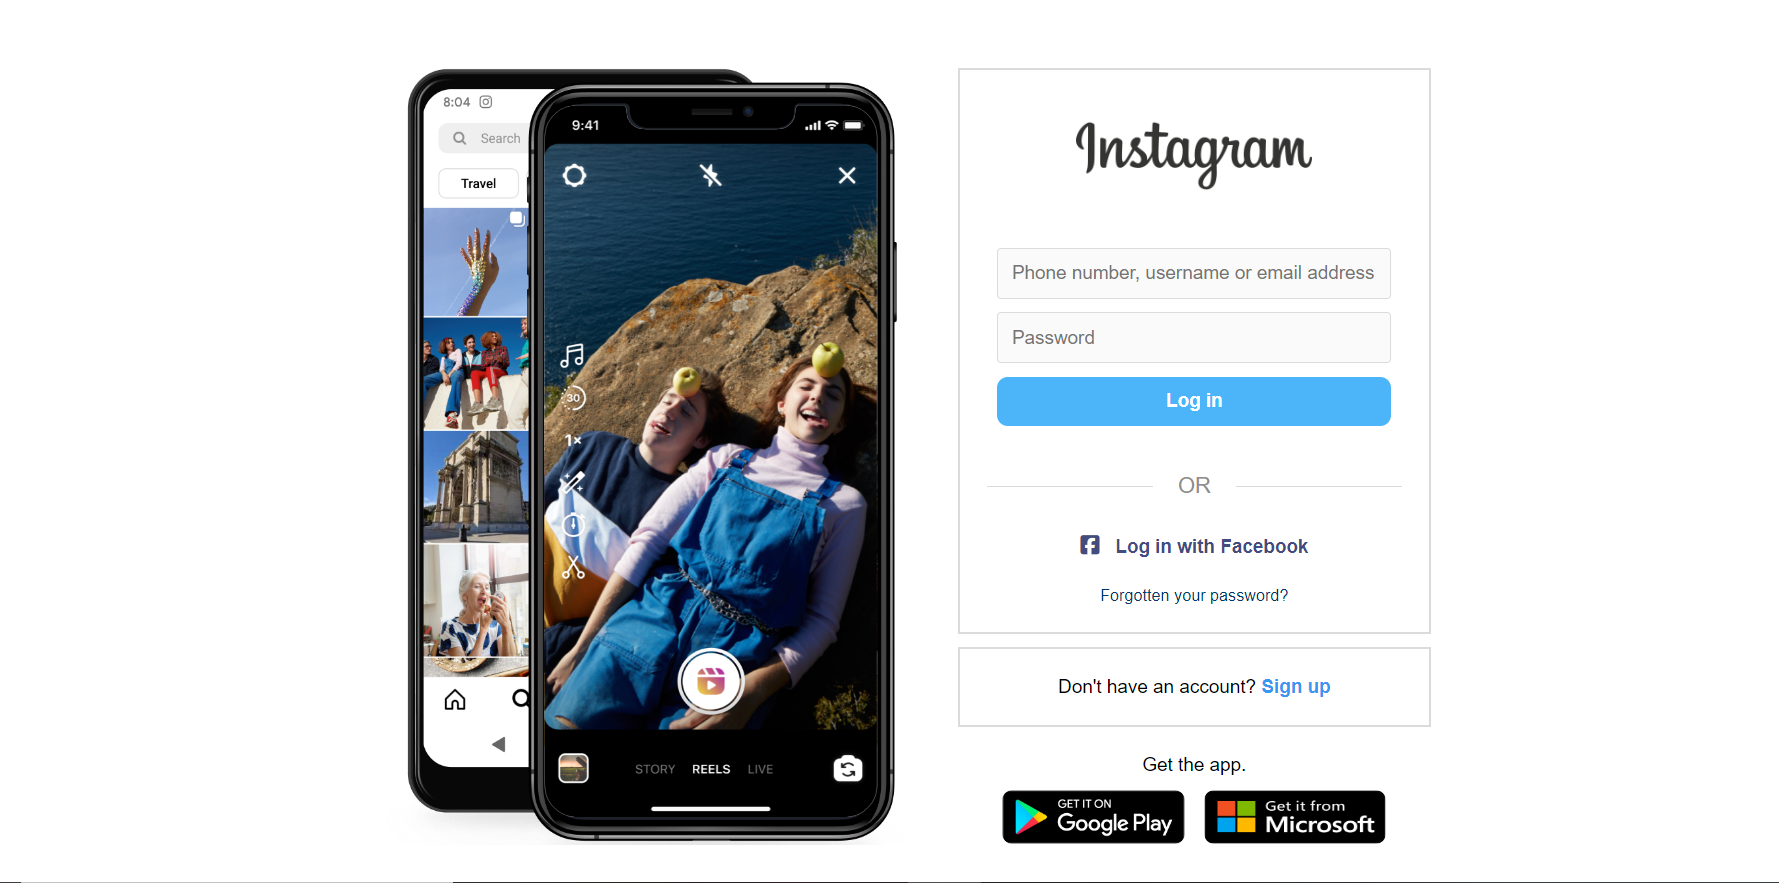 8:04
Search
Travel
9:41
30
1×
STORY REELS LIVE
Instagram
Phone number, username or email address
Password
Log in
OR
Log in with Facebook
Forgotten your password?
Don't have an account? Sign up
Get the app.
GET IT ON
Google Play
Get it from
Microsoft